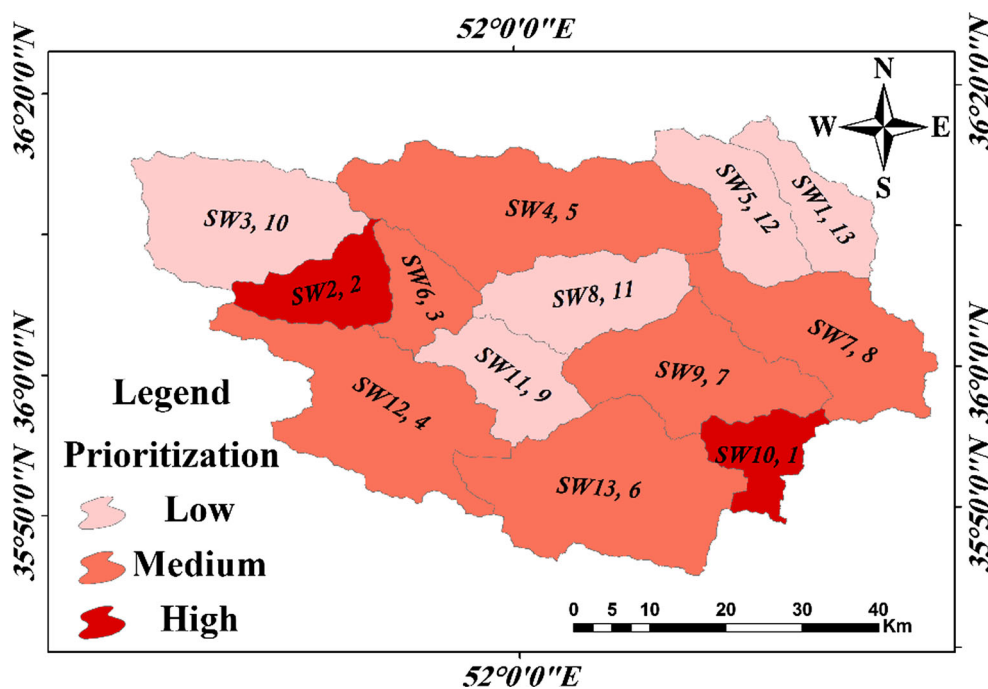 52°0'0"E
36°20'0"N
36°20'0"N
N
W E
S
SW5, 12
SW1, 13
SW3, 10
SW4, 5
SW2, 2
SW6, 3
SW8, 11
SW7, 8
SW11, 9
SW9, 7
SW12, 4
SW10, 1
SW13, 6
36°0'0"N
36°0'0"N
35°50'0"N
35°50'0"N
Legend
Prioritization
Low
Medium
High
0 5 10 20 30 40
Km
52°0'0"E